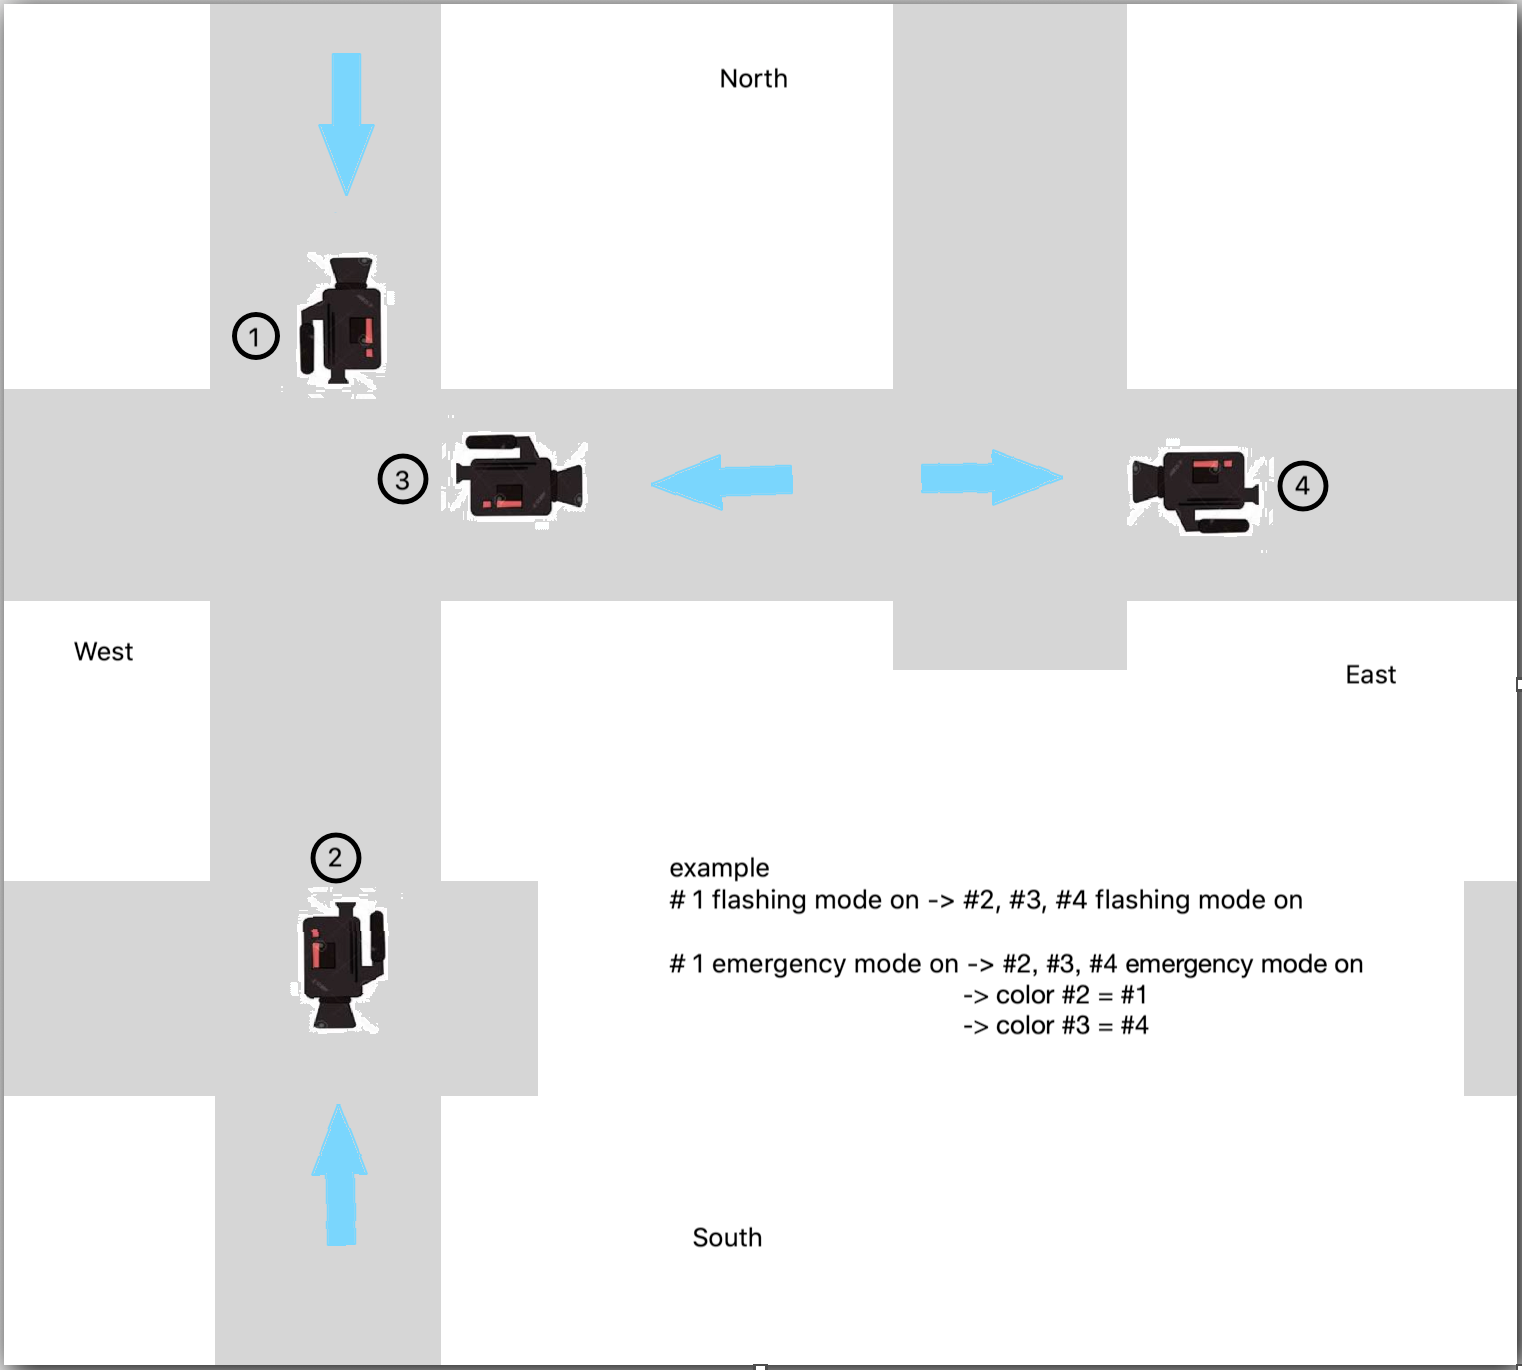 North
1
3
4
West
East
2
example
# 1 flashing mode on -> #2, #3, #4 flashing mode on
# 1 emergency mode on -> #2, #3, #4 emergency mode on
-> color #2 = #1
-> color #3 = #4
South